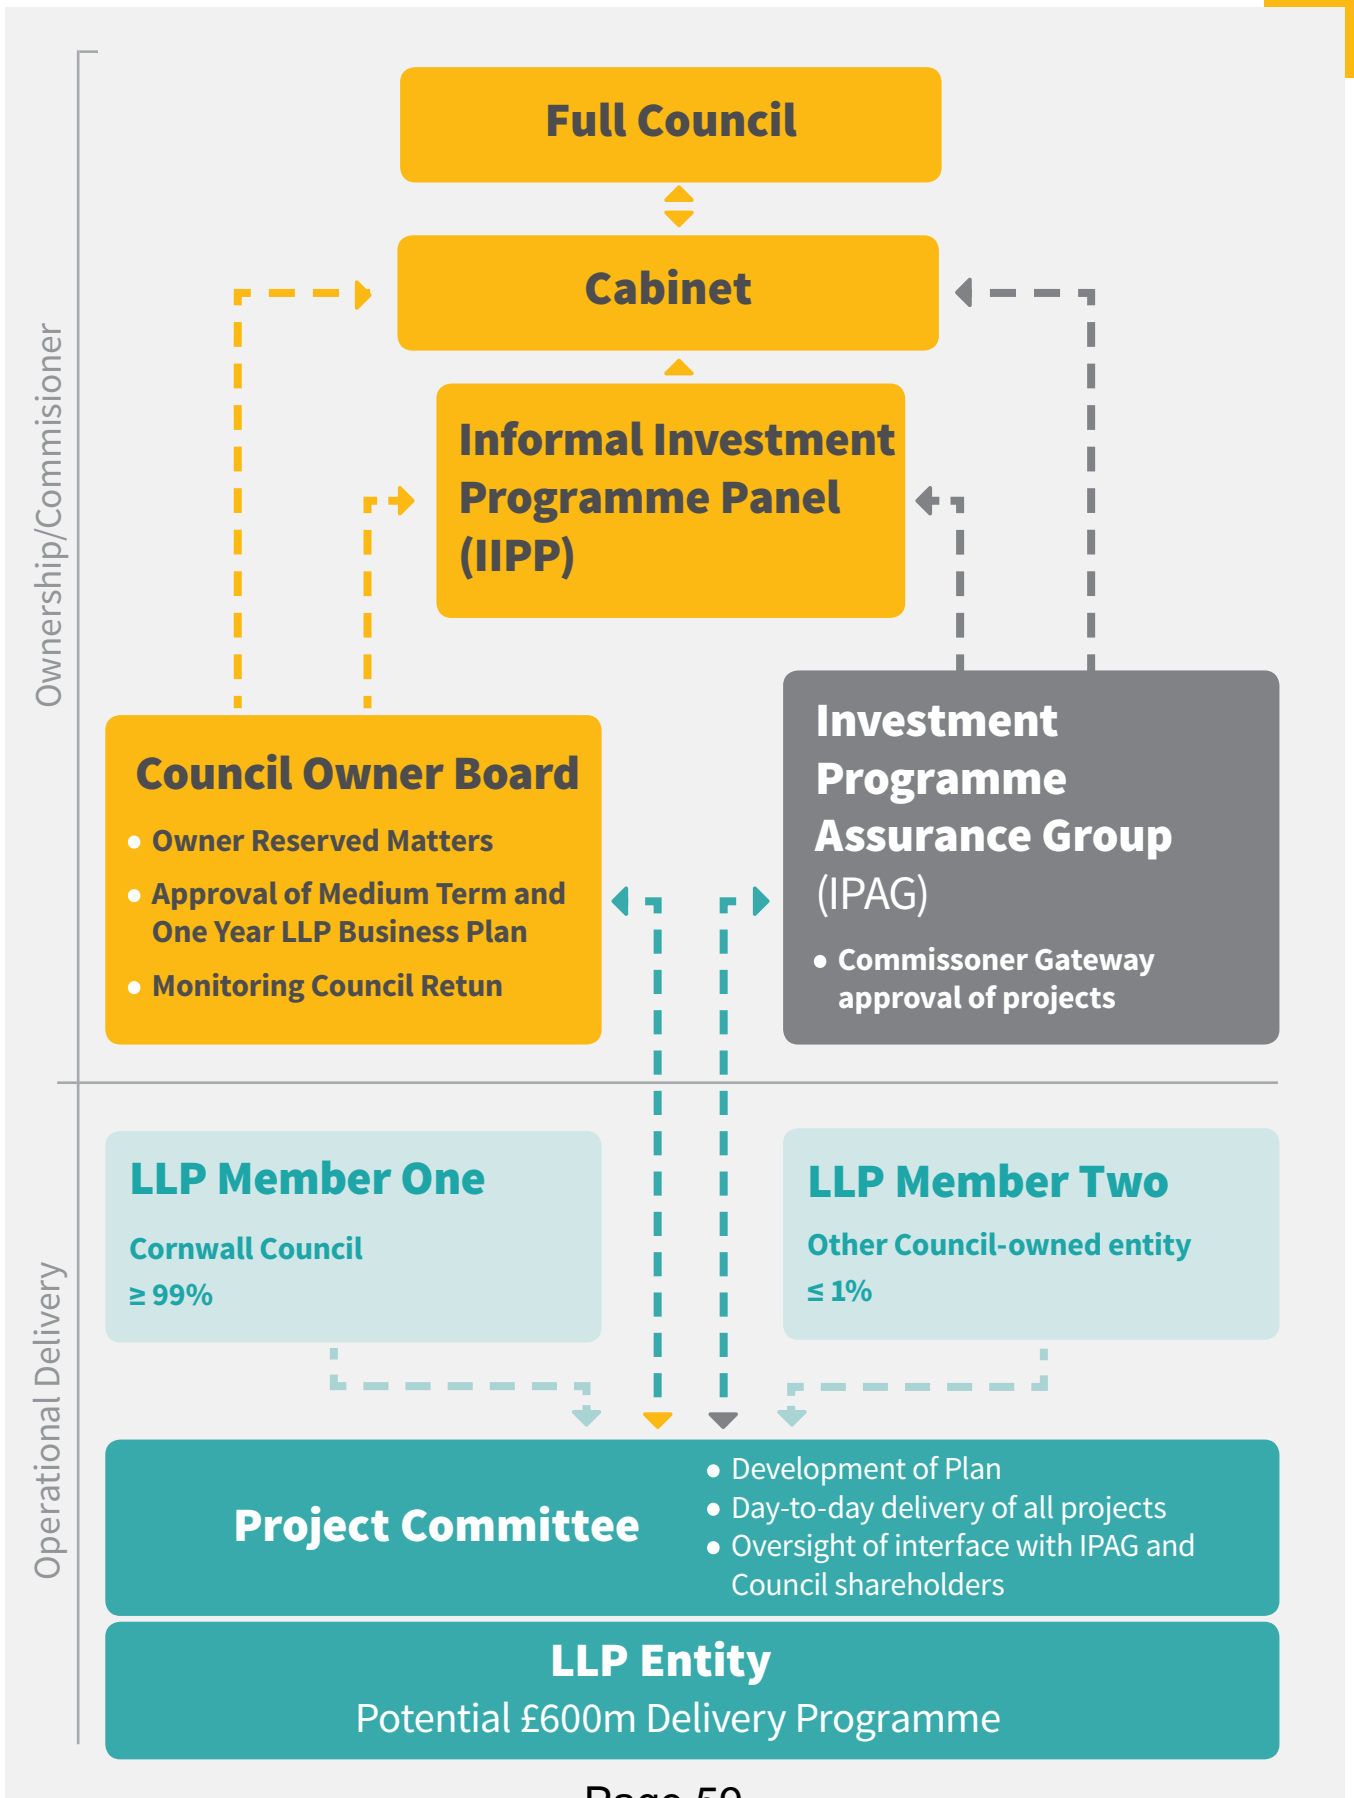 Full Council
Cabinet
Informal Investment
Programme Panel
(IIPP)
Ownership/Commisioner
Council Owner Board
• Owner Reserved Matters
• Approval of Medium Term and
One Year LLP Business Plan
• Monitoring Council Retun
Investment
Programme
Assurance Group
(IPAG)
• Commissoner Gateway
approval of projects
Operational Delivery
LLP Member One
Cornwall Council
≥ 99%
LLP Member Two
Other Council-owned entity
≤ 1%
Project Committee
• Development of Plan
• Day-to-day delivery of all projects
• Oversight of interface with IPAG and
Council shareholders
LLP Entity
Potential £600m Delivery Programme
Page